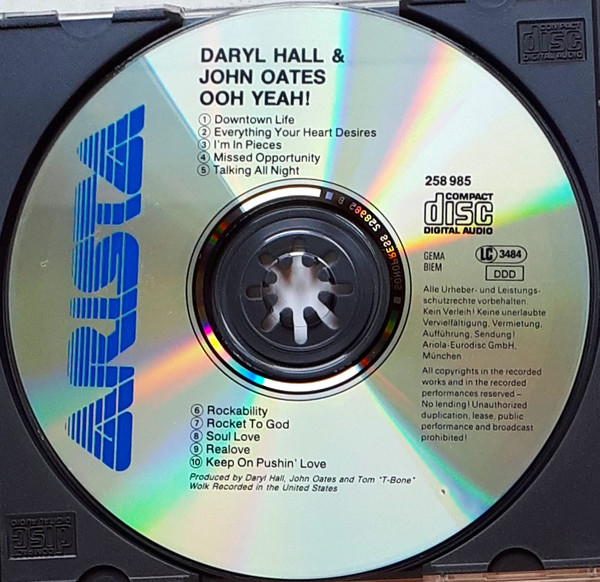 DARYL HALL &
JOHN OATES
OOH YEAH!
1 Downtown Life
2 Everything Your Heart Desires
3 I'm In Pieces
4 Missed Opportunity
5 Talking All Night
ARISTA
258 985
COMPACT
disc
DIGITAL AUDIO
GEMA
BIEM
LC 3484
DDD
Alle Urheber- und Leistungs-
schutzrechte vorbehalten.
Kein Verleih! Keine unerlaubte
Vervielfältigung, Vermietung,
Aufführung, Sendung!
Ariola-Eurodisc GmbH,
München
All copyrights in the recorded
works and in the recorded
performances reserved –
No lending! Unauthorized
duplication, lease, public
performance and broadcast
prohibited!
6 Rockability
7 Rocket To God
8 Soul Love
9 Realove
10 Keep On Pushin' Love
Produced by Daryl Hall, John Oates and Tom "T-Bone"
Wolk Recorded in the United States
COMPACT
disc
DIGITAL AUDIO
COMPACT
disc
DIGITAL AUDIO